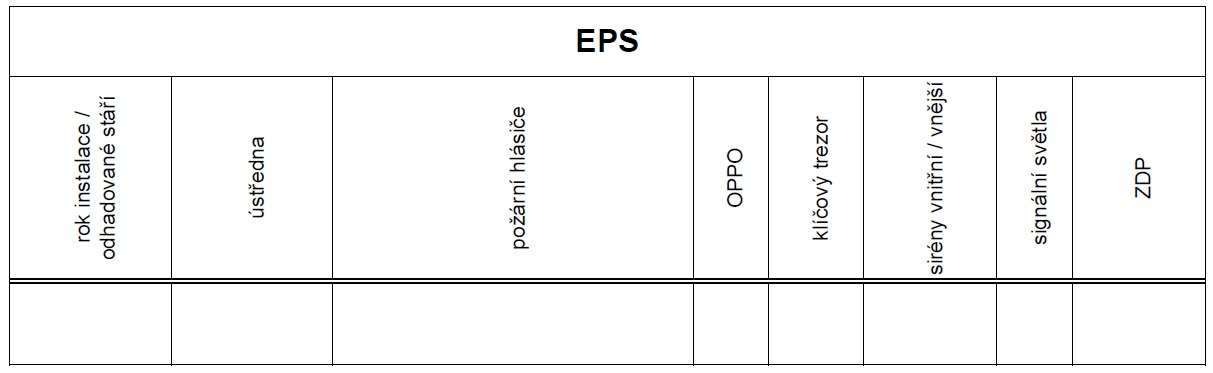 EPS
rok instalace /
odhadované stáří
ústředna
požární hlásiče
OPPO
klíčový trezor
sirény vnitřní / vnější
signální světla
ZDP